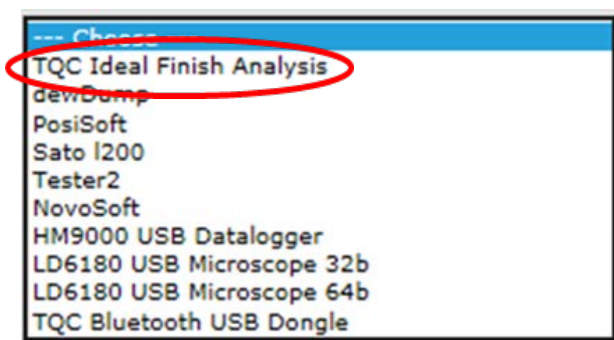 --- Choose ---
TQC Ideal Finish Analysis
dewDump
PosiSoft
Sato l200
Tester2
NovoSoft
HM9000 USB Datalogger
LD6180 USB Microscope 32b
LD6180 USB Microscope 64b
TQC Bluetooth USB Dongle